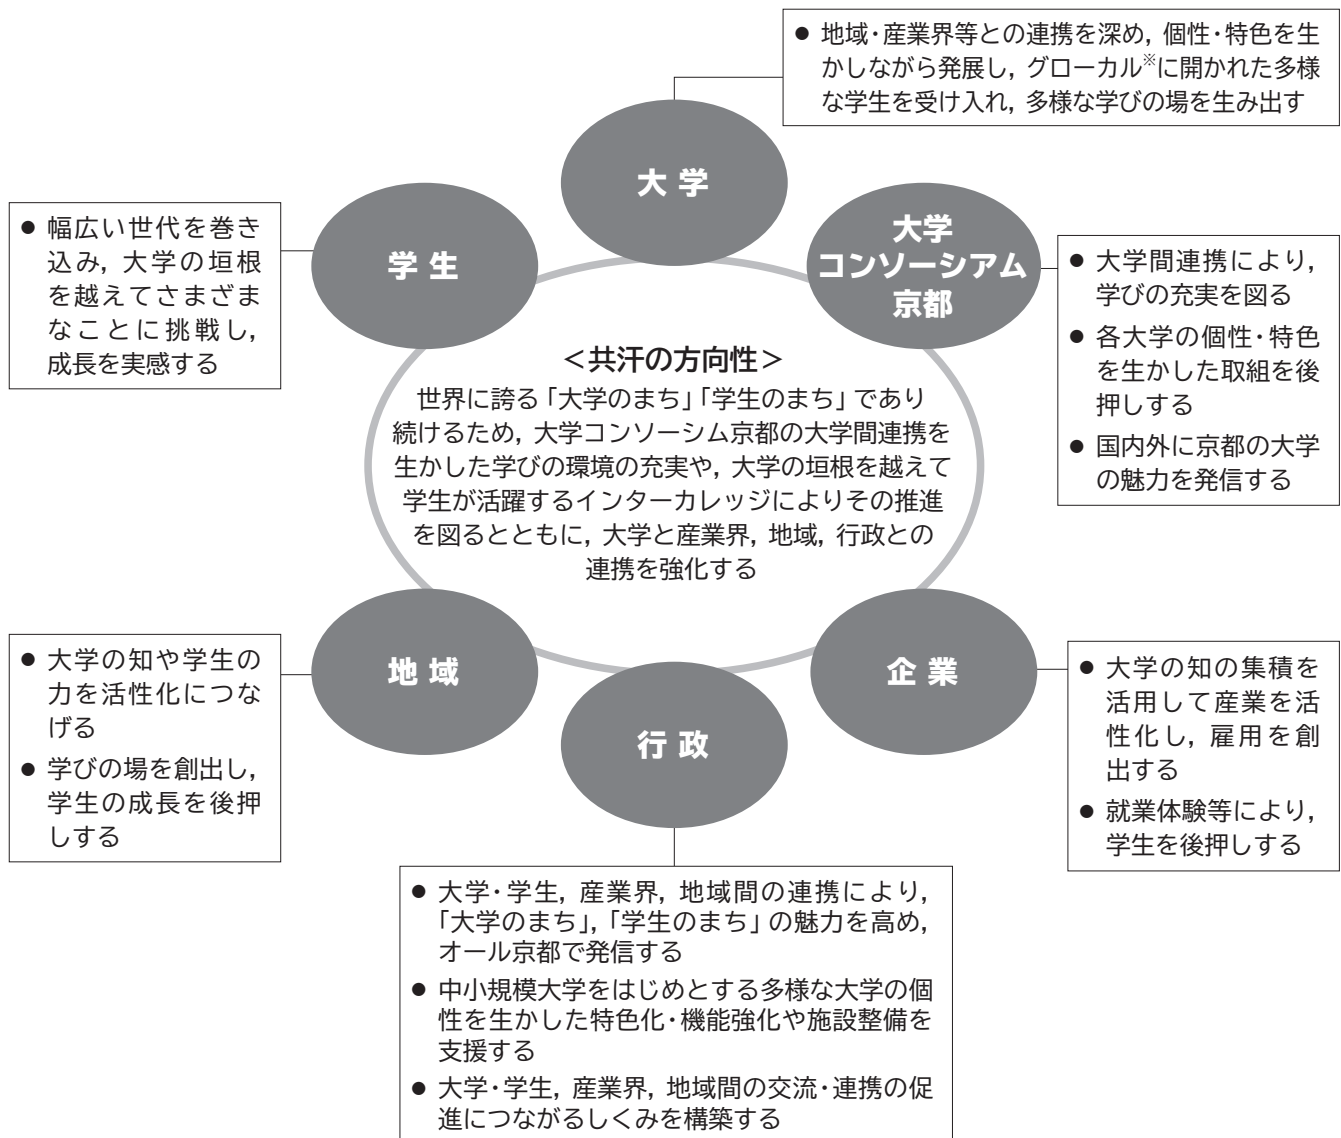 ● 地域・産業界等との連携を深め, 個性・特色を生
かしながら発展し, グローカル※に開かれた多様
な学生を受け入れ, 多様な学びの場を生み出す
大学
学生
● 幅広い世代を巻き
込み, 大学の垣根
を越えてさまざま
なことに挑戦し,
成長を実感する
大学
コンソーシアム
京都
● 大学間連携により,
学びの充実を図る
● 各大学の個性・特色
を生かした取組を後
押しする
● 国内外に京都の大学
の魅力を発信する
<共汗の方向性>
世界に誇る「大学のまち」「学生のまち」であり
続けるため, 大学コンソーシム京都の大学間連携を
生かした学びの環境の充実や, 大学の垣根を越えて
学生が活躍するインターカレッジによりその推進
を図るとともに, 大学と産業界, 地域, 行政との
連携を強化する
地域
● 大学の知や学生の
力を活性化につな
げる
● 学びの場を創出し,
学生の成長を後押
しする
企業
● 大学の知の集積を
活用して産業を活
性化し, 雇用を創
出する
● 就業体験等により,
学生を後押しする
行政
● 大学・学生, 産業界, 地域間の連携により,
「大学のまち」, 「学生のまち」の魅力を高め,
オール京都で発信する
● 中小規模大学をはじめとする多様な大学の個
性を生かした特色化・機能強化や施設整備を
支援する
● 大学・学生, 産業界, 地域間の交流・連携の促
進につながるしくみを構築する